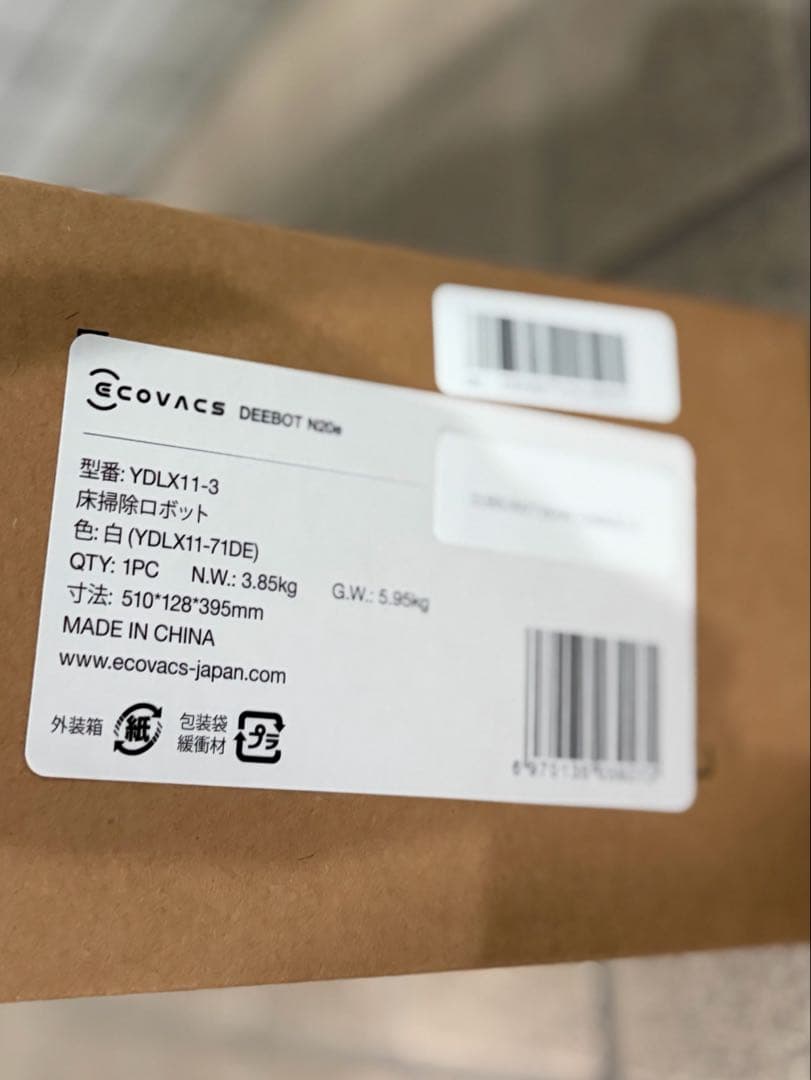 ECOVACS DEEBOT N20e
型番: YDLX11-3
床掃除ロボット
色: 白 (YDLX11-71DE)
QTY: 1PC N.W.: 3.85kg G.W.: 5.95kg
寸法: 510*128*395mm
MADE IN CHINA
www.ecovacs-japan.com
外装箱 紙 包装袋 緩衝材 プラ